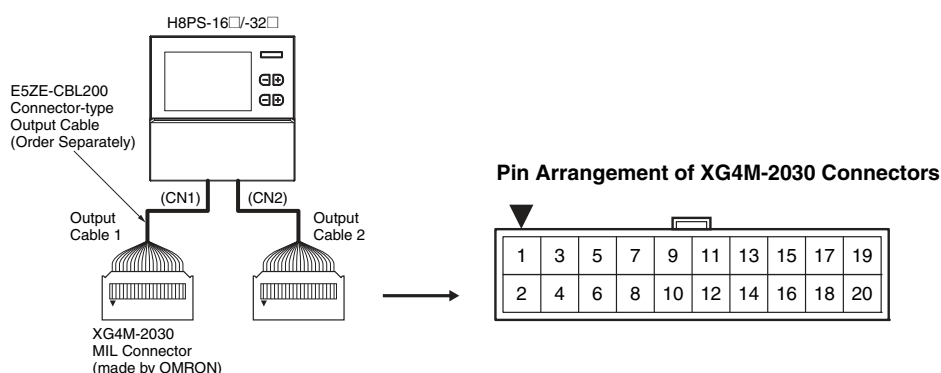 H8PS-16□/-32□
E5ZE-CBL200
Connector-type
Output Cable
(Order Separately)
(CN1)
(CN2)
Output
Cable 1
Output
Cable 2
XG4M-2030
MIL Connector
(made by OMRON)
Pin Arrangement of XG4M-2030 Connectors
1 3 5 7 9 11 13 15 17 19
2 4 6 8 10 12 14 16 18 20